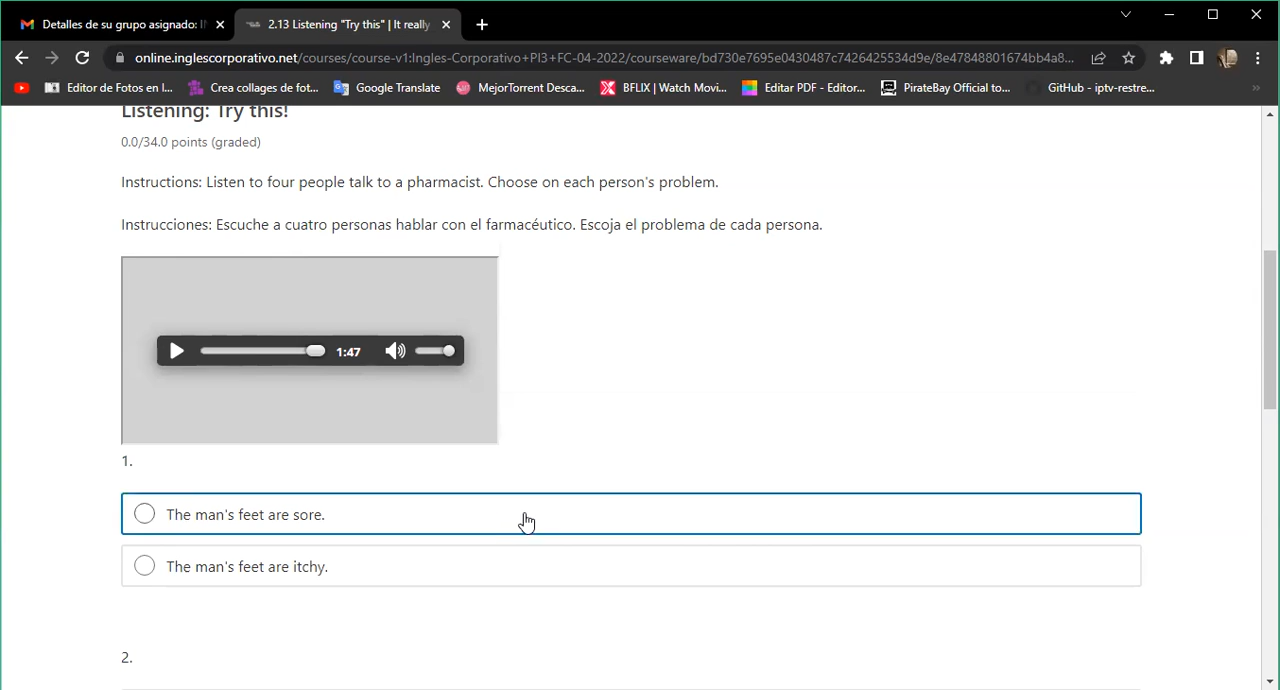 Detalles de su grupo asignado: I
2.13 Listening "Try this" | It really
online.inglescorporativo.net/courses/course-v1:Ingles-Corporativo+PI3+FC-04-2022/courseware/bd730e7695e0430487c7426425534d9e/8e47848801674bb4a8...
Editor de Fotos en l... Crea collages de fot... Google Translate MejorTorrent Desca... BFLIX | Watch Movi... Editar PDF - Editor... PirateBay Official to... GitHub - iptv-restre... »
Listening: Try this!
0.0/34.0 points (graded)
Instructions: Listen to four people talk to a pharmacist. Choose on each person's problem.
Instrucciones: Escuche a cuatro personas hablar con el farmacéutico. Escoja el problema de cada persona.
1:47
1.
The man's feet are sore.
The man's feet are itchy.
2.